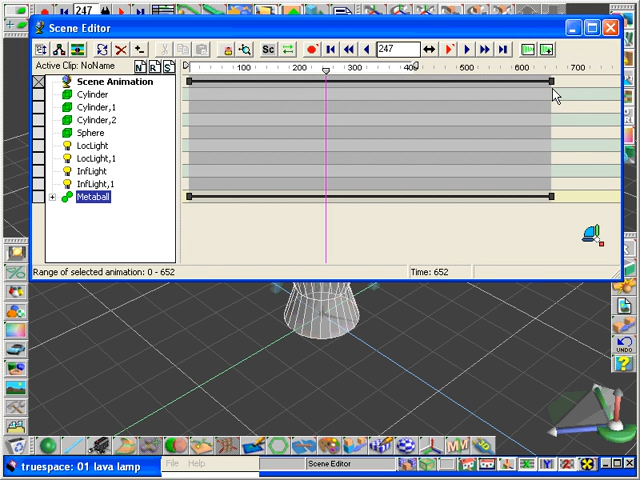 247
Scene Editor
Sc 247
Active Clip: NoName N R S 100 200 300 400 500 600 700
Scene Animation
Cylinder
Cylinder,1
Cylinder,2
Sphere
LocLight
LocLight,1
InfLight
InfLight,1
Metaball
Range of selected animation: 0 - 652 Time: 652
UNDO
truespace: 01 lava lamp File Help Scene Editor